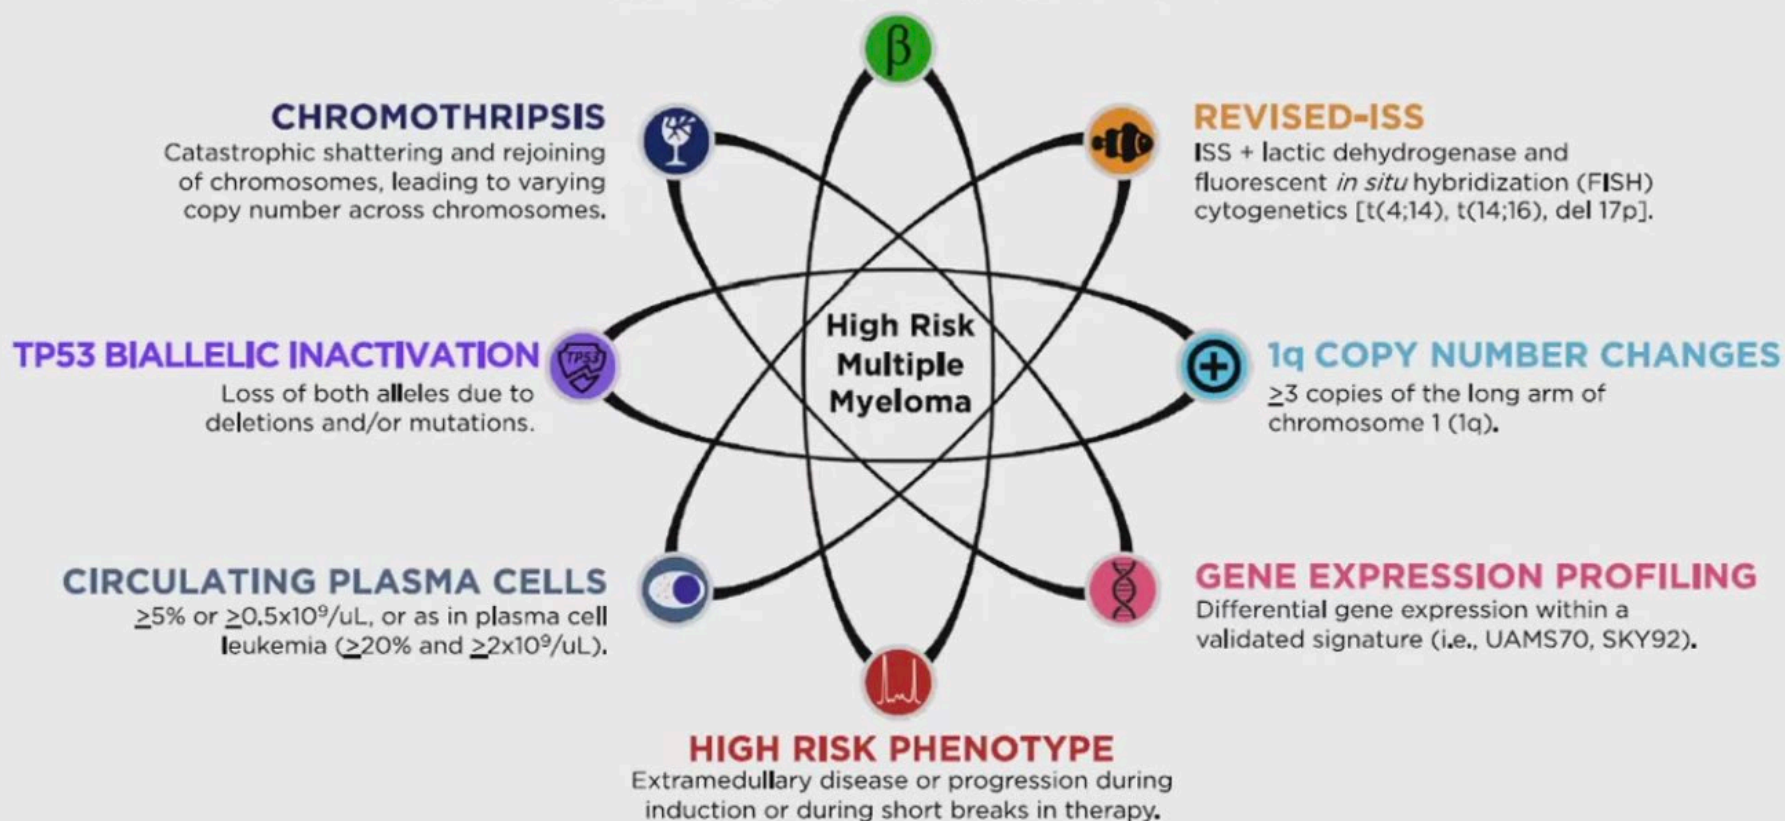 β
CHROMOTHRIPSIS
Catastrophic shattering and rejoining
of chromosomes, leading to varying
copy number across chromosomes.
REVISED-ISS
ISS + lactic dehydrogenase and
fluorescent in situ hybridization (FISH)
cytogenetics [t(4;14), t(14;16), del 17p].
TP53 BIALLELIC INACTIVATION
Loss of both alleles due to
deletions and/or mutations.
TP53
High Risk
Multiple
Myeloma
1q COPY NUMBER CHANGES
≥3 copies of the long arm of
chromosome 1 (1q).
CIRCULATING PLASMA CELLS
≥5% or ≥0.5x10⁹/uL, or as in plasma cell
leukemia (≥20% and ≥2x10⁹/uL).
GENE EXPRESSION PROFILING
Differential gene expression within a
validated signature (i.e., UAMS70, SKY92).
HIGH RISK PHENOTYPE
Extramedullary disease or progression during
induction or during short breaks in therapy.